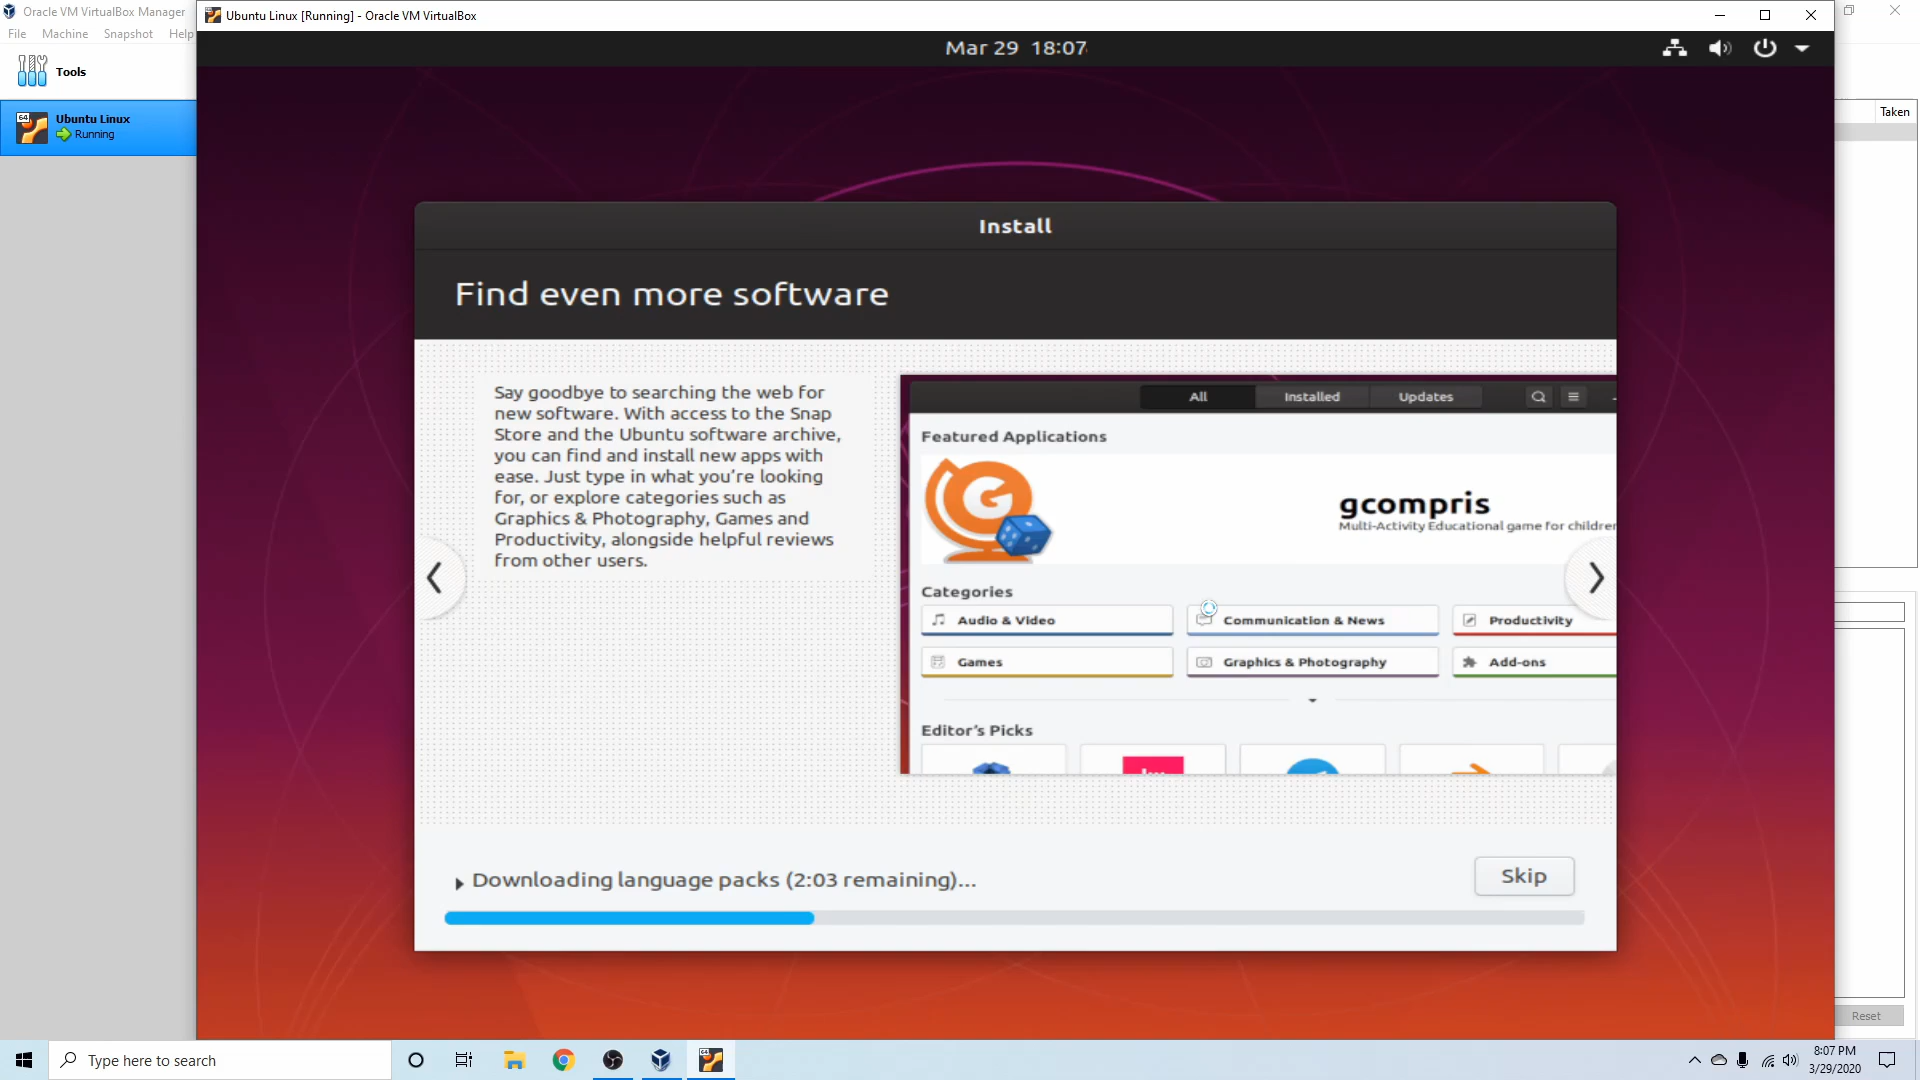 Oracle VM VirtualBox Manager
File Machine Snapshot Help
Tools
64
Ubuntu Linux
Running
Ubuntu Linux [Running] - Oracle VM VirtualBox
Mar 29 18:07
Taken
Install
Find even more software
Say goodbye to searching the web for
new software. With access to the Snap
Store and the Ubuntu software archive,
you can find and install new apps with
ease. Just type in what you’re looking
for, or explore categories such as
Graphics & Photography, Games and
Productivity, alongside helpful reviews
from other users.
All Installed Updates
Featured Applications
G
gcompris
Multi-Activity Educational game for children
Categories
Audio & Video Communication & News Productivity
Games Graphics & Photography Add-ons
Editor’s Picks
Downloading language packs (2:03 remaining)...
Skip
Reset
Type here to search
8:07 PM
3/29/2020